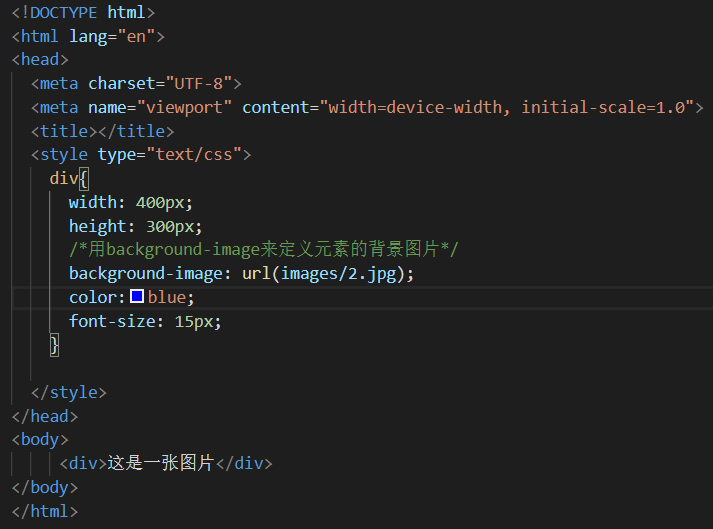 <!DOCTYPE html>
<html lang="en">
<head>
<meta charset="UTF-8">
<meta name="viewport" content="width=device-width, initial-scale=1.0">
<title></title>
<style type="text/css">
div{
width: 400px;
height: 300px;
/*用background-image来定义元素的背景图片*/
background-image: url(images/2.jpg);
color:blue;
font-size: 15px;
}
</style>
</head>
<body>
<div>这是一张图片</div>
</body>
</html>